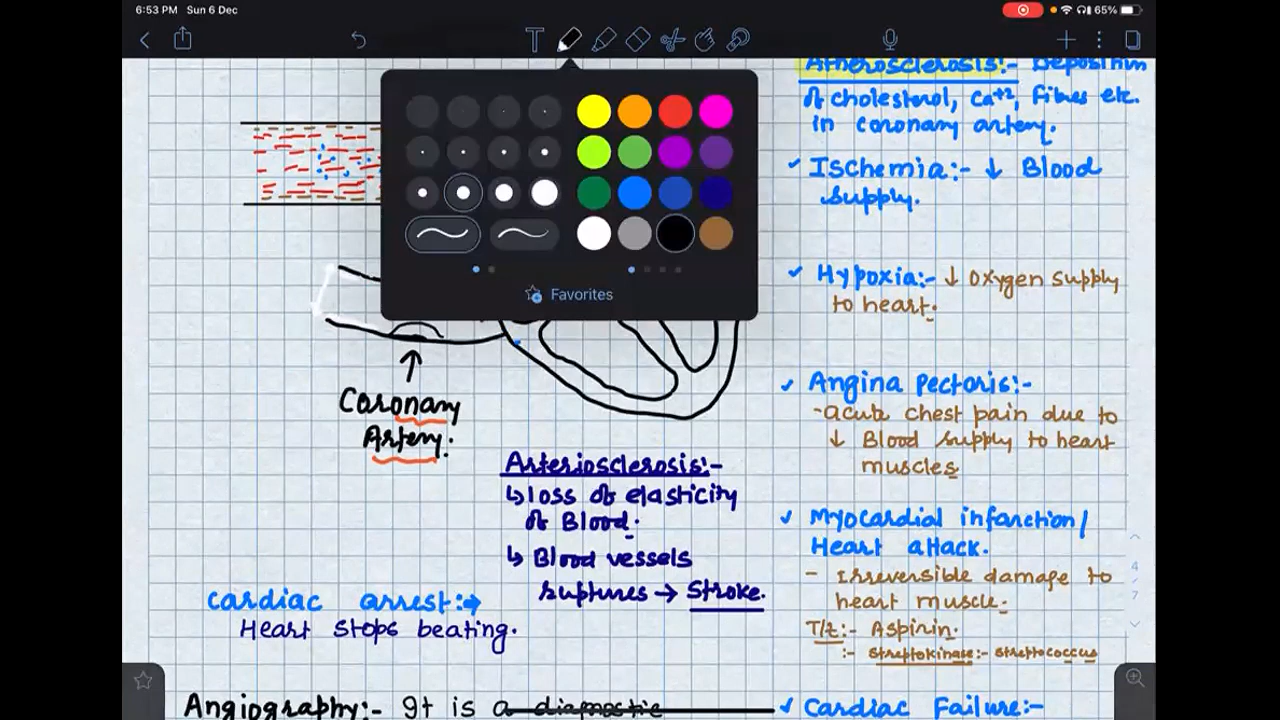 6:53 PM Sun 6 Dec
65%
Favorites
Atherosclerosis:- Deposition
of cholesterol, Ca+2, Fibres etc.
in coronary artery.
Ischemia:- ↓ Blood
supply.
Hypoxia:- ↓ oxygen supply
to heart.
Angina Pectoris:-
-acute chest pain due to
↓ Blood supply to heart
muscles
Myocardial infarction/
Heart attack.
- Irreversible damage to
heart muscle.
T/t:- Aspirin.
:- Streptokinase:- Streptococcus
Cardiac Failure:-
Coronary
Artery.
Arteriosclerosis:-
↳ loss of elasticity
of Blood.
↳ Blood vessels
ruptures → Stroke.
Cardiac arrest:→
Heart stops beating.
Angiography:- It is a diagnostic
4
7